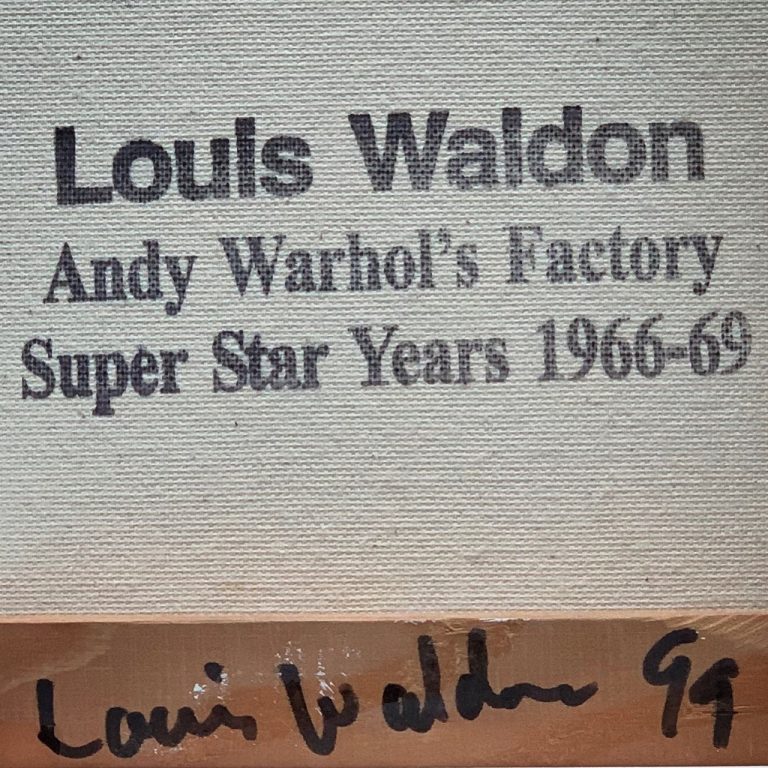 Louis Waldon
Andy Warhol's Factory
Super Star Years 1966-69
Louis Waldon 99